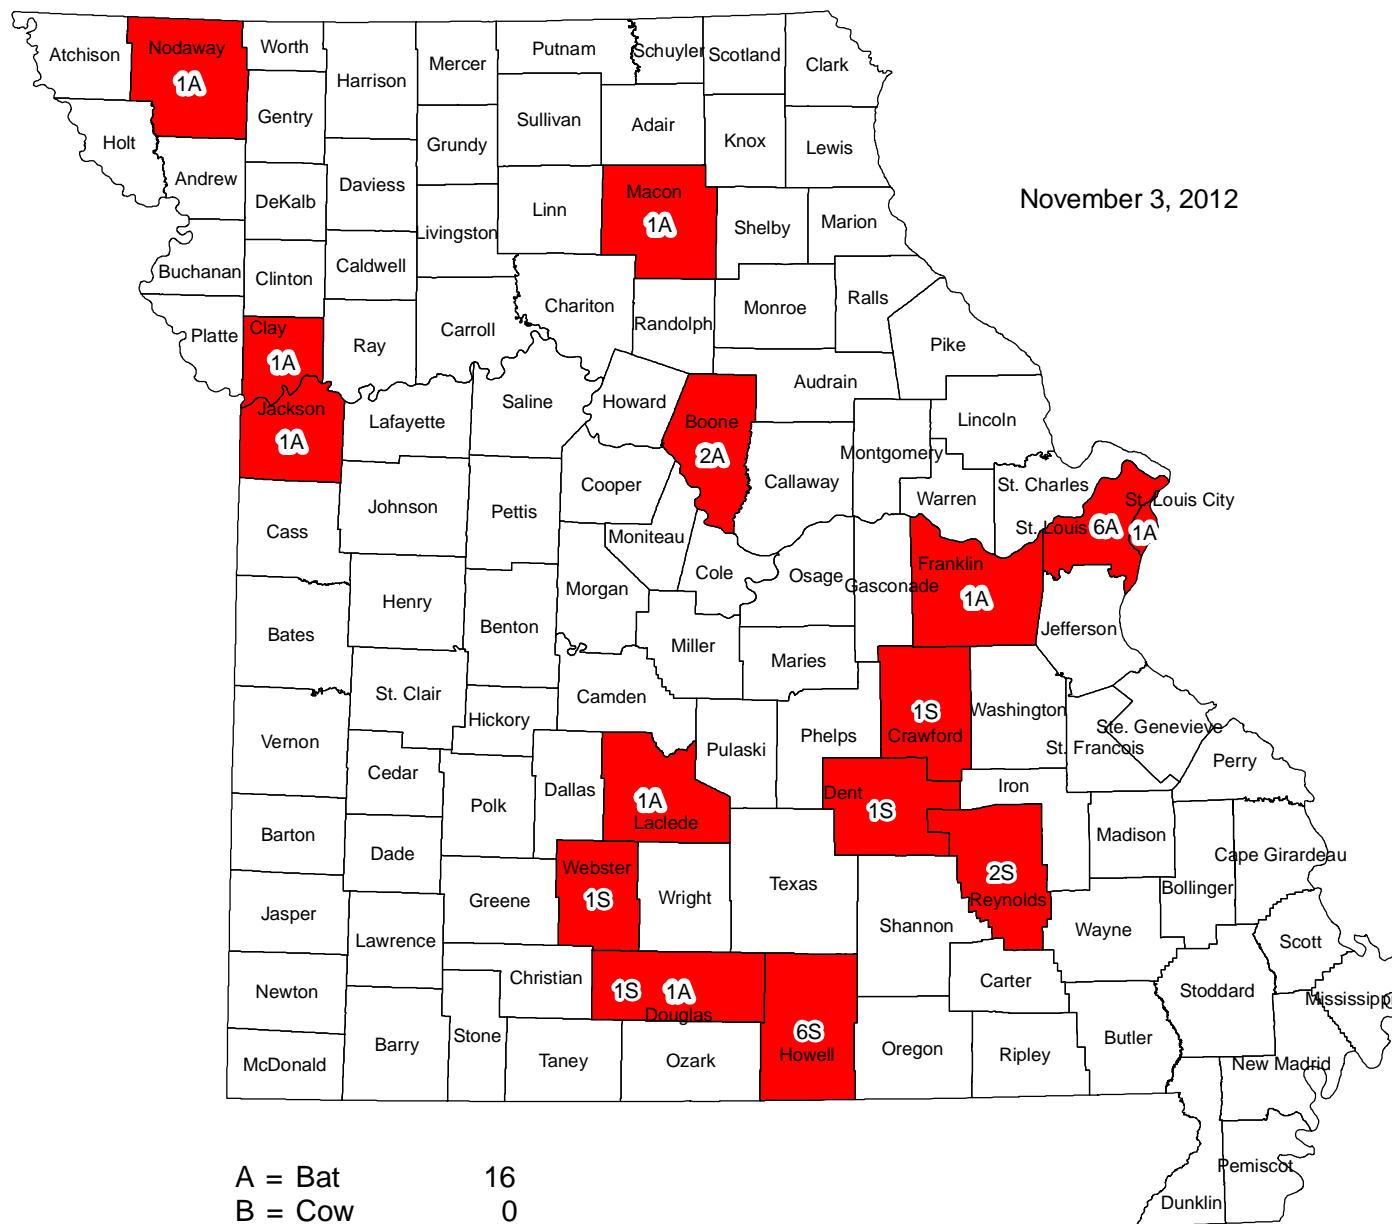 Atchison
Nodaway
1A
Worth
Harrison
Mercer
Putnam
Schuyler
Scotland
Clark
Holt
Gentry
Grundy
Sullivan
Adair
Knox
Lewis
Andrew
DeKalb
Daviess
Livingston
Linn
Macon
1A
Shelby
Marion
November 3, 2012
Buchanan
Clinton
Caldwell
Chariton
Randolph
Monroe
Ralls
Platte
Clay
1A
Ray
Carroll
Pike
Audrain
Jackson
1A
Lafayette
Saline
Howard
Boone
2A
Lincoln
Montgomery
Callaway
Warren
St. Charles
St. Louis
6A
St. Louis City
1A
Cass
Johnson
Pettis
Cooper
Moniteau
Cole
Osage
Gasconade
Franklin
1A
Jefferson
Bates
Henry
Benton
Morgan
Miller
Maries
St. Clair
Hickory
Camden
Pulaski
Phelps
1S
Crawford
Washington
St. Francois
Ste. Genevieve
Perry
Vernon
Cedar
Polk
Dallas
1A
Laclede
Dent
1S
Iron
Madison
Barton
Dade
Greene
Webster
1S
Wright
Texas
Shannon
2S
Reynolds
Wayne
Bollinger
Cape Girardeau
Jasper
Lawrence
Christian
1S
1A
Douglas
6S
Howell
Carter
Stoddard
Scott
Mississippi
Newton
McDonald
Barry
Stone
Taney
Ozark
Oregon
Ripley
Butler
New Madrid
Pemiscot
Dunklin
A = Bat 16
B = Cow 0